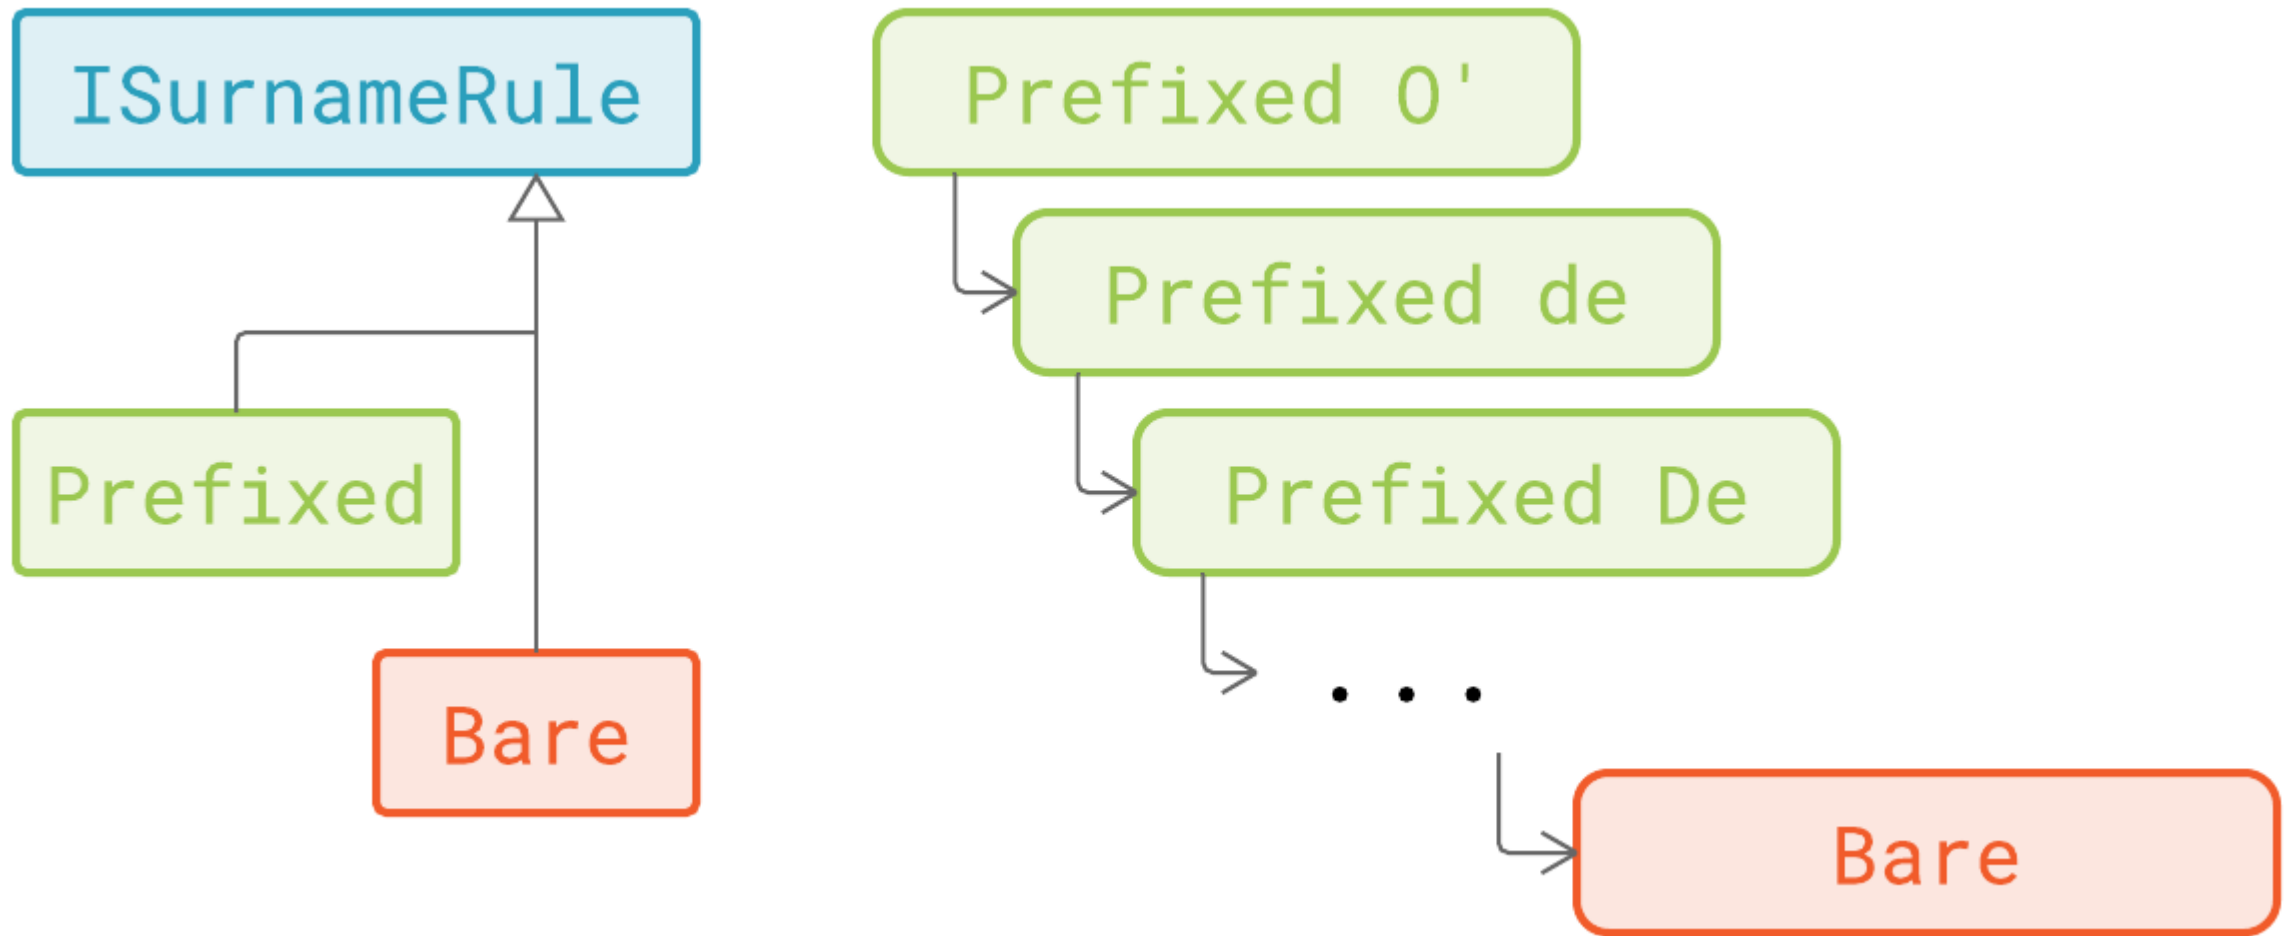 ISurnameRule
Prefixed
Bare
Prefixed O'
Prefixed de
Prefixed De
...
Bare